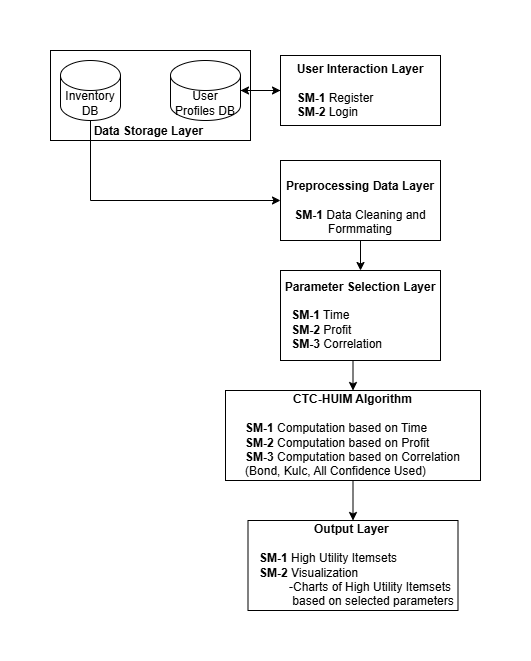 Inventory
DB
User
Profiles DB
Data Storage Layer
User Interaction Layer
SM-1 Register
SM-2 Login
Preprocessing Data Layer
SM-1 Data Cleaning and
Formmating
Parameter Selection Layer
SM-1 Time
SM-2 Profit
SM-3 Correlation
CTC-HUIM Algorithm
SM-1 Computation based on Time
SM-2 Computation based on Profit
SM-3 Computation based on Correlation
(Bond, Kulc, All Confidence Used)
Output Layer
SM-1 High Utility Itemsets
SM-2 Visualization
-Charts of High Utility Itemsets
based on selected parameters